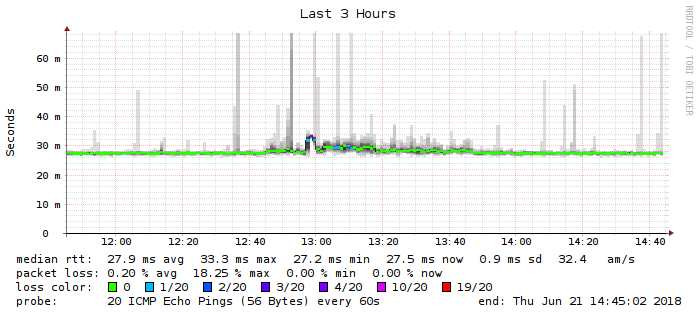 Last 3 Hours
RRDTOOL / TOBI OETIKER
Seconds
60 m
50 m
40 m
30 m
20 m
10 m
0
12:00 12:20 12:40 13:00 13:20 13:40 14:00 14:20 14:40
median rtt: 27.9 ms avg 33.3 ms max 27.2 ms min 27.5 ms now 0.9 ms sd 32.4 am/s
packet loss: 0.20 % avg 18.25 % max 0.00 % min 0.00 % now
loss color: 0 1/20 2/20 3/20 4/20 10/20 19/20
probe: 20 ICMP Echo Pings (56 Bytes) every 60s end: Thu Jun 21 14:45:02 2018